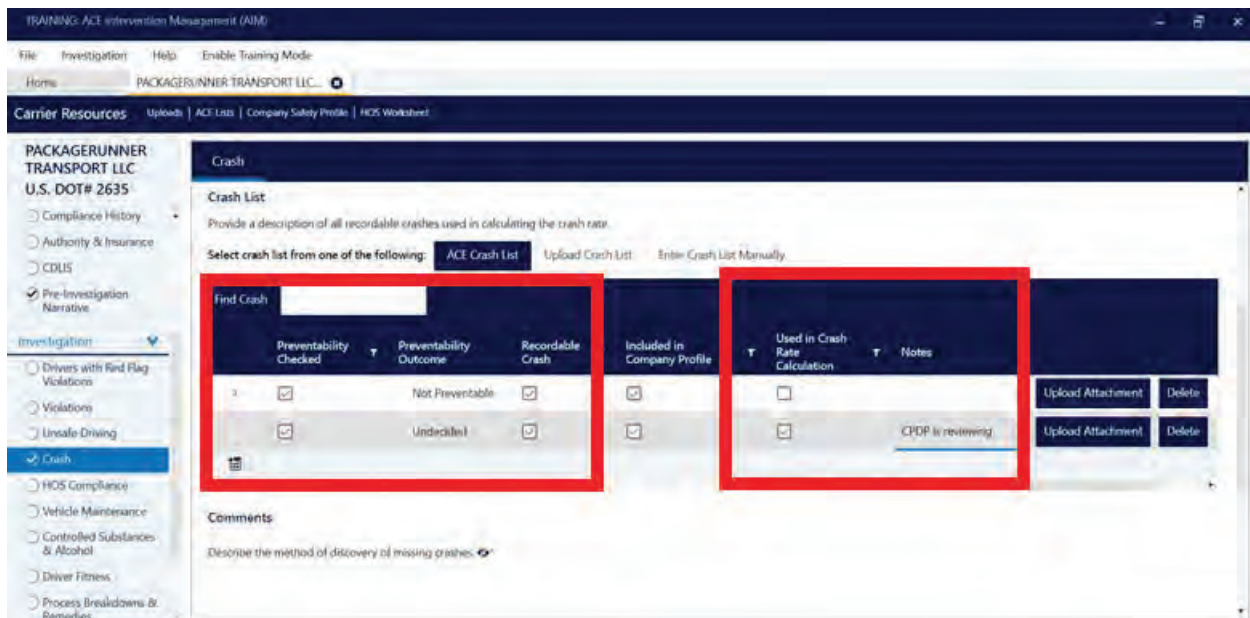 TRAINING: ACE Intervention Management (AIM)
File Investigation Help Enable Training Mode
Home PACKAGERUNNER TRANSPORT LLC...
Carrier Resources Uploads | ACE Lists | Company Safety Profile | HOS Worksheet
PACKAGERUNNER
TRANSPORT LLC
U.S. DOT# 2635
Compliance History
Authority & Insurance
CDLIS
Pre-Investigation
Narrative
Investigation
Drivers with Red Flag
Violations
Violations
Unsafe Driving
Crash
HOS Compliance
Vehicle Maintenance
Controlled Substances
& Alcohol
Driver Fitness
Process Breakdowns &
Remedies
Crash
Crash List
Provide a description of all recordable crashes used in calculating the crash rate.
Select crash list from one of the following: ACE Crash List Upload Crash List Enter Crash List Manually
Find Crash
Preventability Checked Preventability Outcome Recordable Crash Included in Company Profile Used in Crash Rate Calculation Notes
Not Preventable Upload Attachment Delete
Undecided CPDP is reviewing Upload Attachment Delete
Comments
Describe the method of discovery of missing crashes.